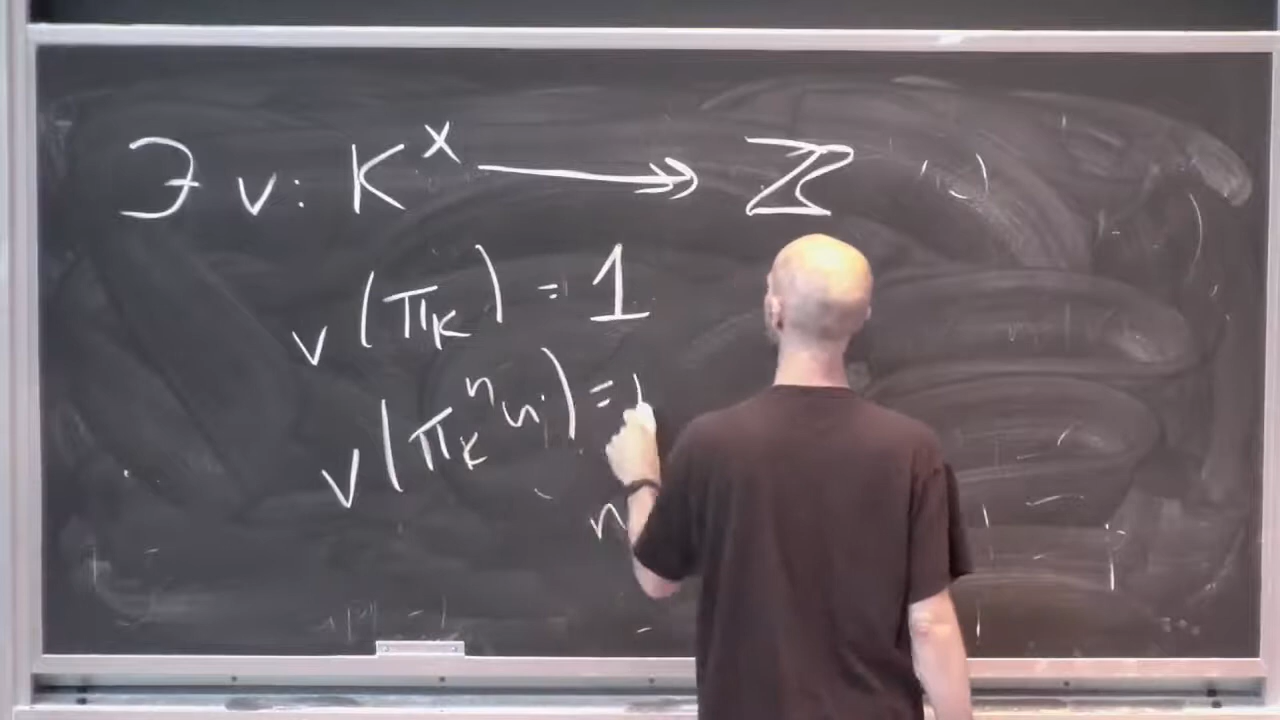 ∃ v: K^× ↠ ℤ
v(π_K) = 1
v(π_K^n u) =
n